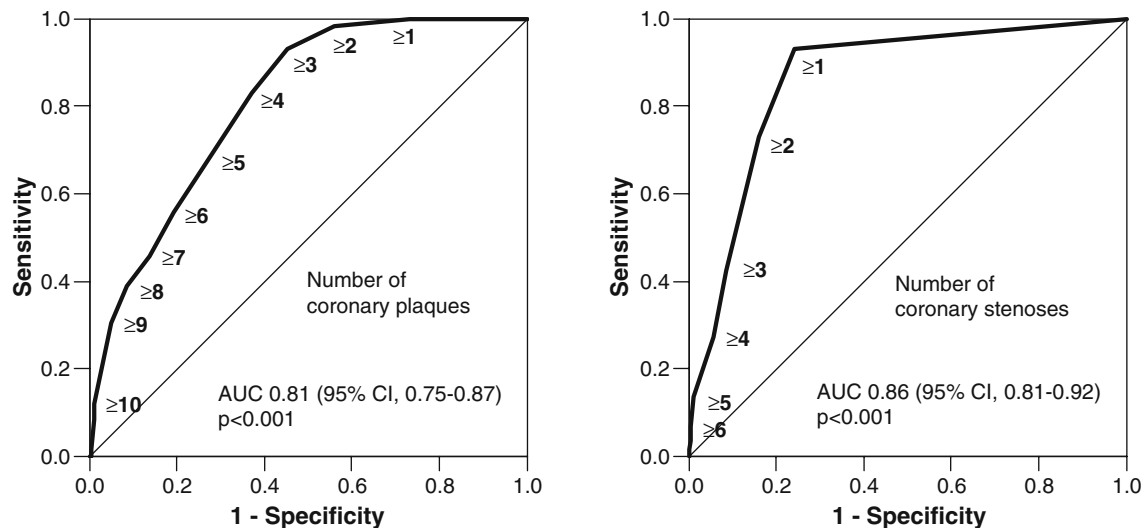 1.0
0.8
0.6
0.4
0.2
0.0
Sensitivity
≥1
≥2
≥3
≥4
≥5
≥6
≥7
≥8
≥9
≥10
Number of
coronary plaques
AUC 0.81 (95% CI, 0.75-0.87)
p<0.001
0.0 0.2 0.4 0.6 0.8 1.0
1 - Specificity
1.0
0.8
0.6
0.4
0.2
0.0
Sensitivity
≥1
≥2
≥3
≥4
≥5
≥6
Number of
coronary stenoses
AUC 0.86 (95% CI, 0.81-0.92)
p<0.001
0.0 0.2 0.4 0.6 0.8 1.0
1 - Specificity